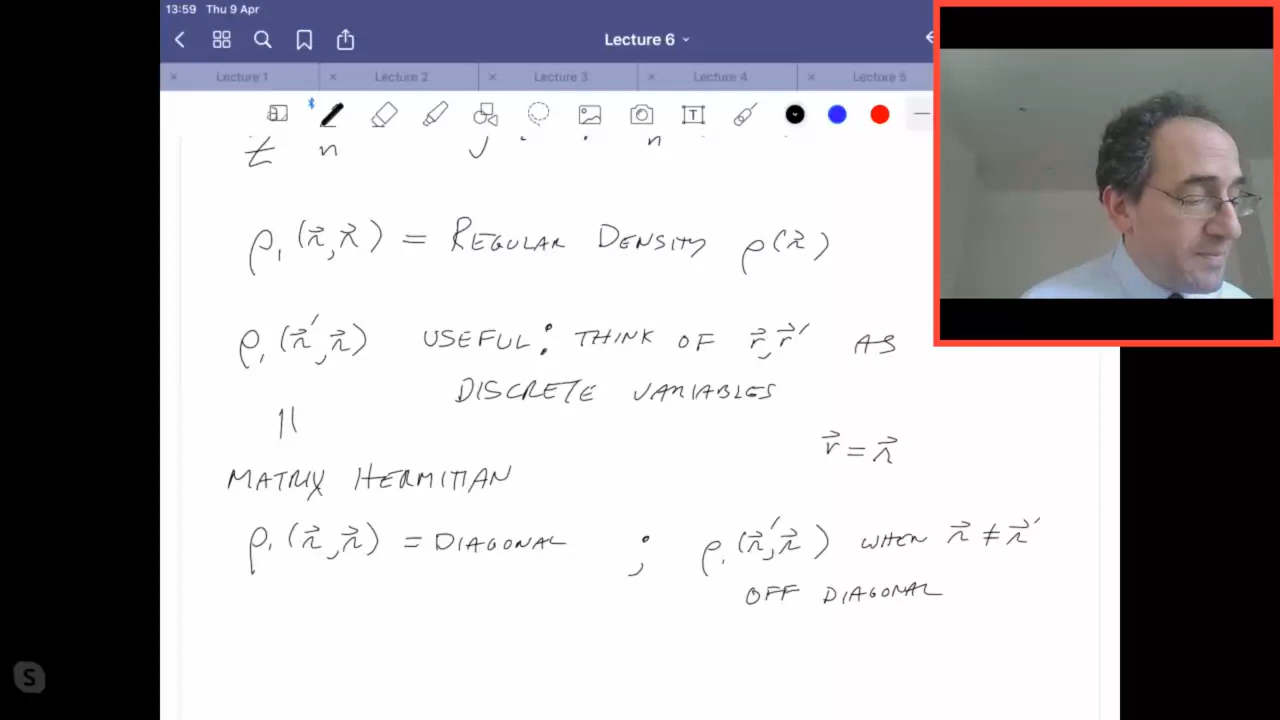 13:59 Thu 9 Apr
Lecture 6
Lecture 1 Lecture 2 Lecture 3 Lecture 4 Lecture 5
T
n
ρ₁(r⃗,r⃗) = REGULAR DENSITY ρ(r⃗)
ρ₁(r⃗′,r⃗) USEFUL: THINK OF r⃗,r⃗′ AS
DISCRETE VARIABLES
||
r⃗ = r⃗
MATRIX HERMITIAN
ρ₁(r⃗,r⃗) = DIAGONAL ; ρ₁(r⃗′,r⃗) WHEN r⃗ ≠ r⃗′
OFF DIAGONAL
S